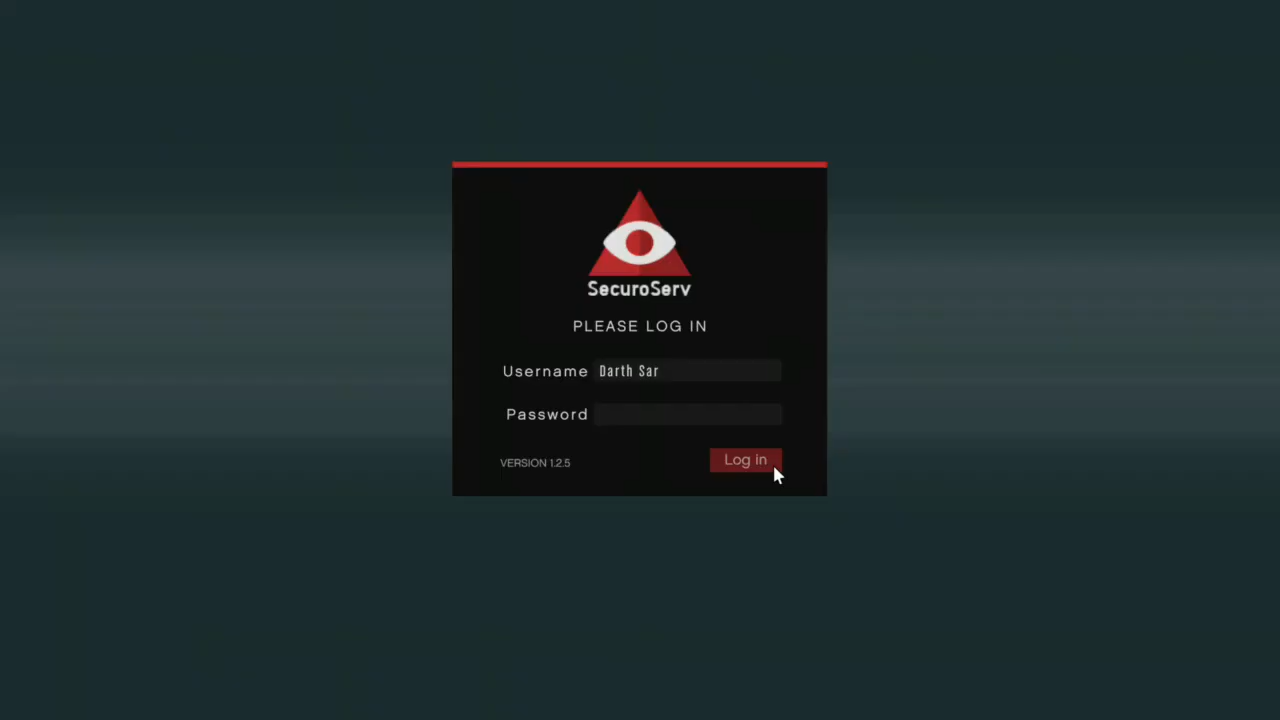 SecuroServ
PLEASE LOG IN
Username Darth Sar
Password
VERSION 1.2.5 Log in